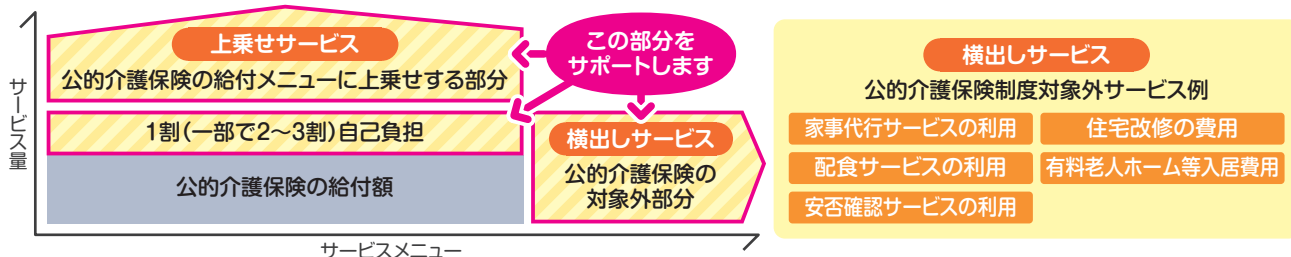 サービス量
上乗せサービス
公的介護保険の給付メニューに上乗せする部分
この部分を
サポートします
1割(一部で2～3割)自己負担
公的介護保険の給付額
横出しサービス
公的介護保険の
対象外部分
サービスメニュー
横出しサービス
公的介護保険制度対象外サービス例
家事代行サービスの利用
住宅改修の費用
配食サービスの利用
有料老人ホーム等入居費用
安否確認サービスの利用